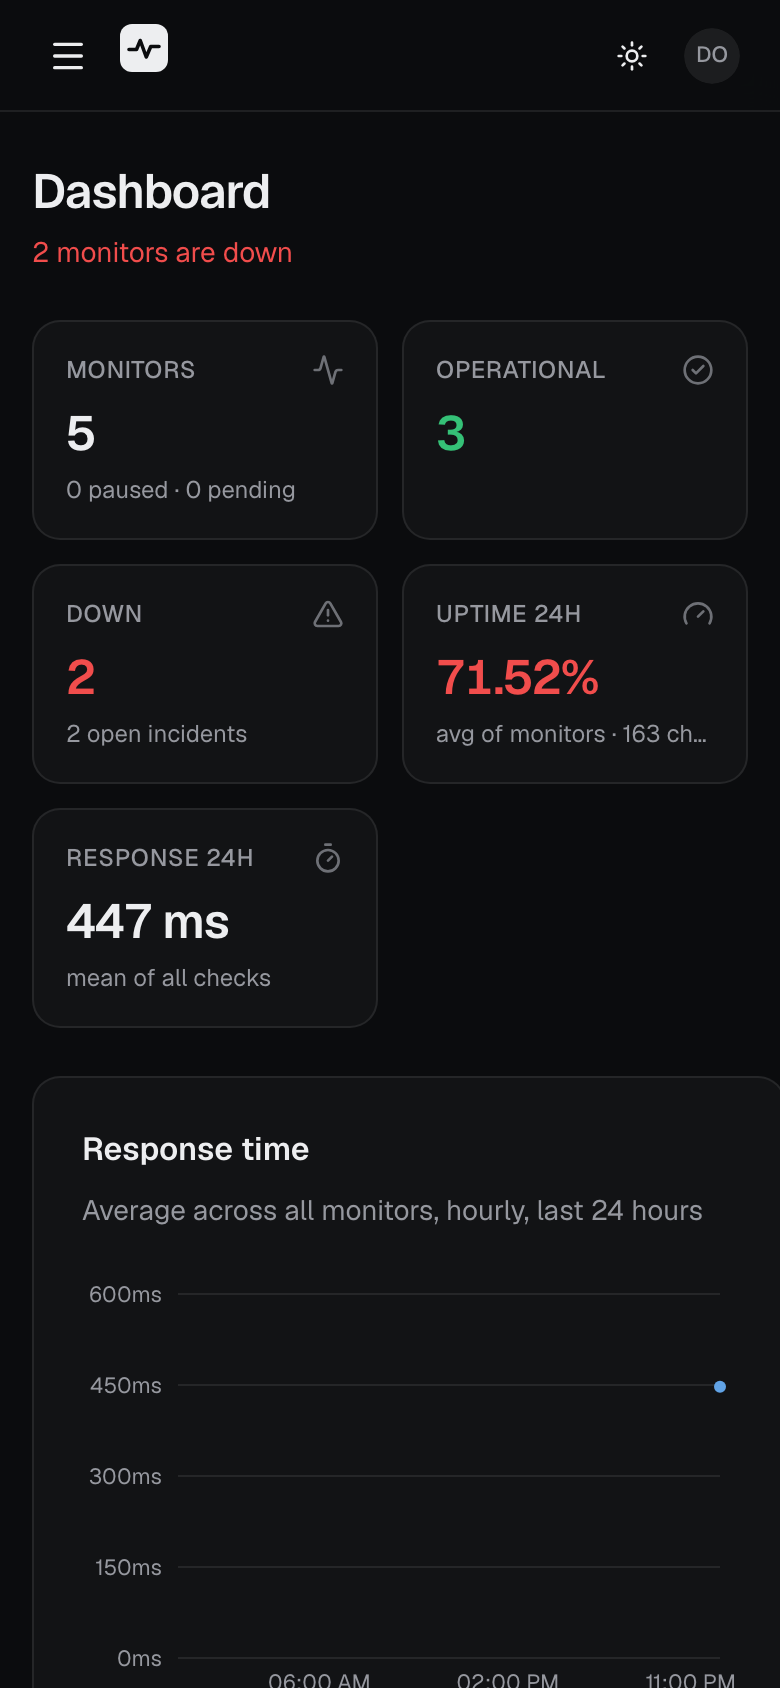 DO
Dashboard
2 monitors are down
MONITORS
5
0 paused · 0 pending
OPERATIONAL
3
DOWN
2
2 open incidents
UPTIME 24H
71.52%
avg of monitors · 163 ch...
RESPONSE 24H
447 ms
mean of all checks
Response time
Average across all monitors, hourly, last 24 hours
600ms
450ms
300ms
150ms
0ms
06:00 AM 02:00 PM 11:00 PM